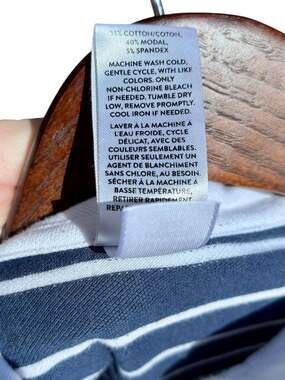 55% COTTON/COTON,
40% MODAL,
5% SPANDEX
MACHINE WASH COLD,
GENTLE CYCLE, WITH LIKE
COLORS. ONLY
NON-CHLORINE BLEACH
IF NEEDED. TUMBLE DRY
LOW, REMOVE PROMPTLY.
COOL IRON IF NEEDED.
LAVER À LA MACHINE À
L'EAU FROIDE, CYCLE
DÉLICAT, AVEC DES
COULEURS SEMBLABLES.
UTILISER SEULEMENT UN
AGENT DE BLANCHIMENT
SANS CHLORE, AU BESOIN.
SÉCHER À LA MACHINE À
BASSE TEMPÉRATURE,
RETIRER RAPIDEMENT